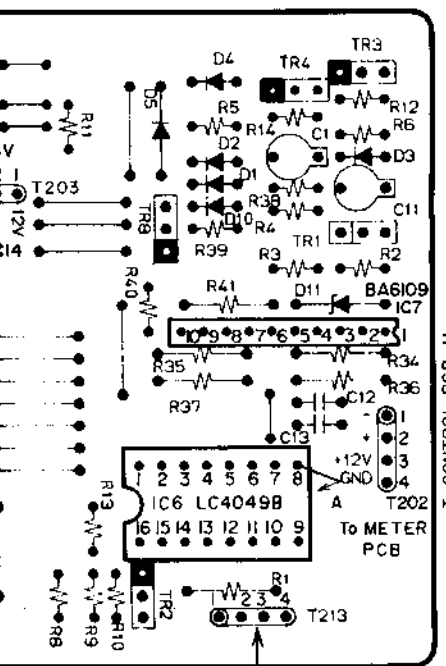 TR3
D4
TR4
D5
R5
R12
R11
R14
C1
R6
D2
D3
T203
1
D1
TR8
R38
C11
12V
D10
R4
TR1
R39
R3
R2
R40
R41
D11
BA6109
IC7
10 9 8 7 6 5 4 3 2 1
R35
R34
R37
R36
C12
C13
- 1
+ 2
+12V 3
GND 4
1 2 3 4 5 6 7 8
IC6 LC4049B
16 15 14 13 12 11 10 9
R13
A
T202
To METER
PCB
R1
1 2 3 4
TR2
T213
R8
R9
R10